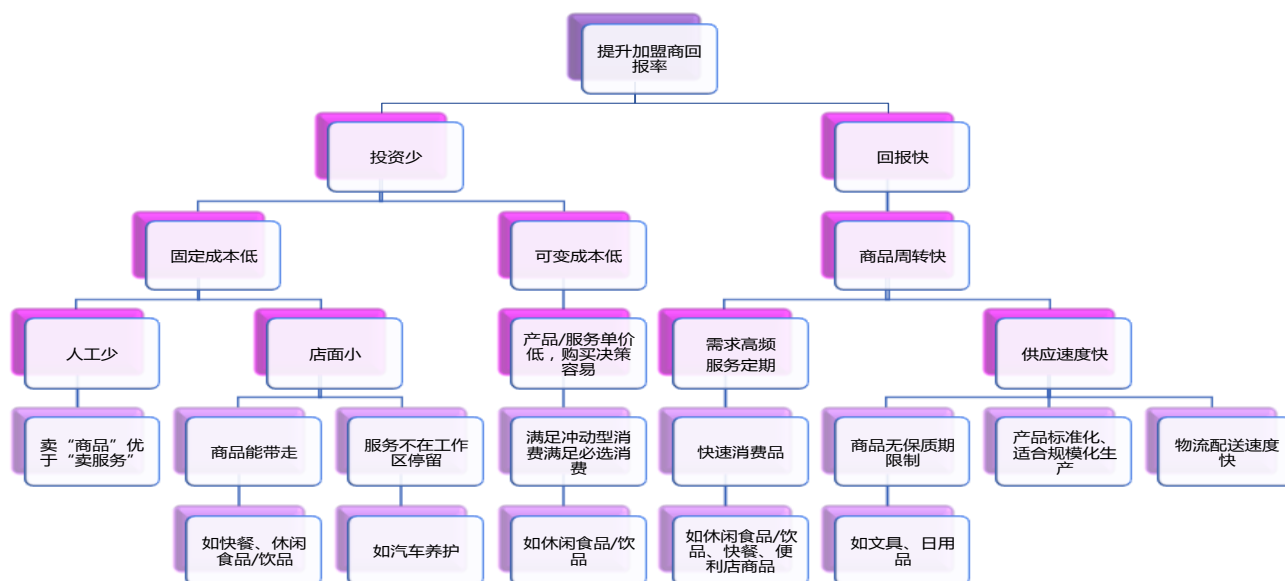 提升加盟商回
报率
投资少
回报快
固定成本低
可变成本低
商品周转快
人工少
店面小
产品/服务单价
低，购买决策
容易
需求高频
服务定期
供应速度快
卖“商品”优
于“卖服务”
商品能带走
服务不在工作
区停留
满足冲动型消
费满足必选消
费
快速消费品
商品无保质期
限制
产品标准化、
适合规模化生
产
物流配送速度
快
如快餐、休闲
食品/饮品
如汽车养护
如休闲食品/饮
品
如休闲食品/饮
品、快餐、便
利店商品
如文具、日用
品